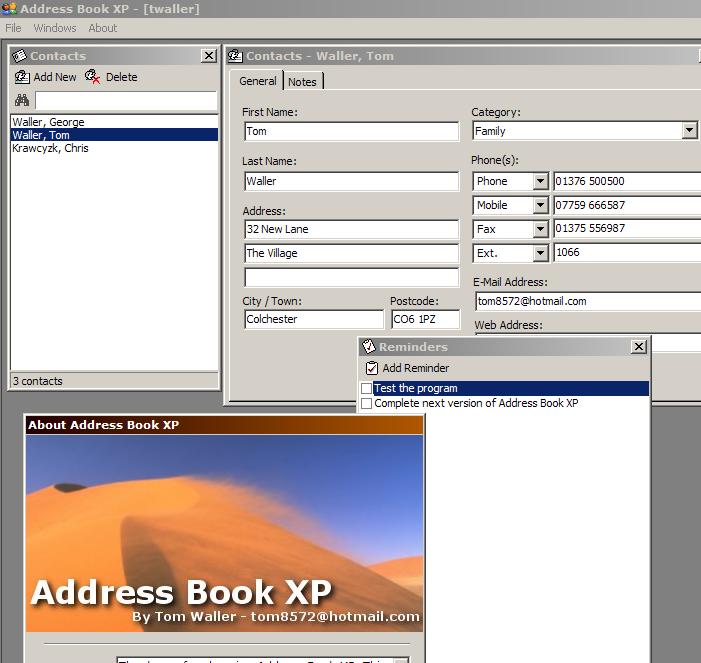 Address Book XP - [twaller]
File Windows About
Contacts
Add New Delete
Waller, George
Waller, Tom
Krawcyzk, Chris
3 contacts
Contacts - Waller, Tom
General Notes
First Name:
Tom
Last Name:
Waller
Address:
32 New Lane
The Village
City / Town: Postcode:
Colchester CO6 1PZ
Category:
Family
Phone(s):
Phone 01376 500500
Mobile 07759 666587
Fax 01375 556987
Ext. 1066
E-Mail Address:
tom8572@hotmail.com
Web Address:
Reminders
Add Reminder
Test the program
Complete next version of Address Book XP
About Address Book XP
Address Book XP
By Tom Waller - tom8572@hotmail.com